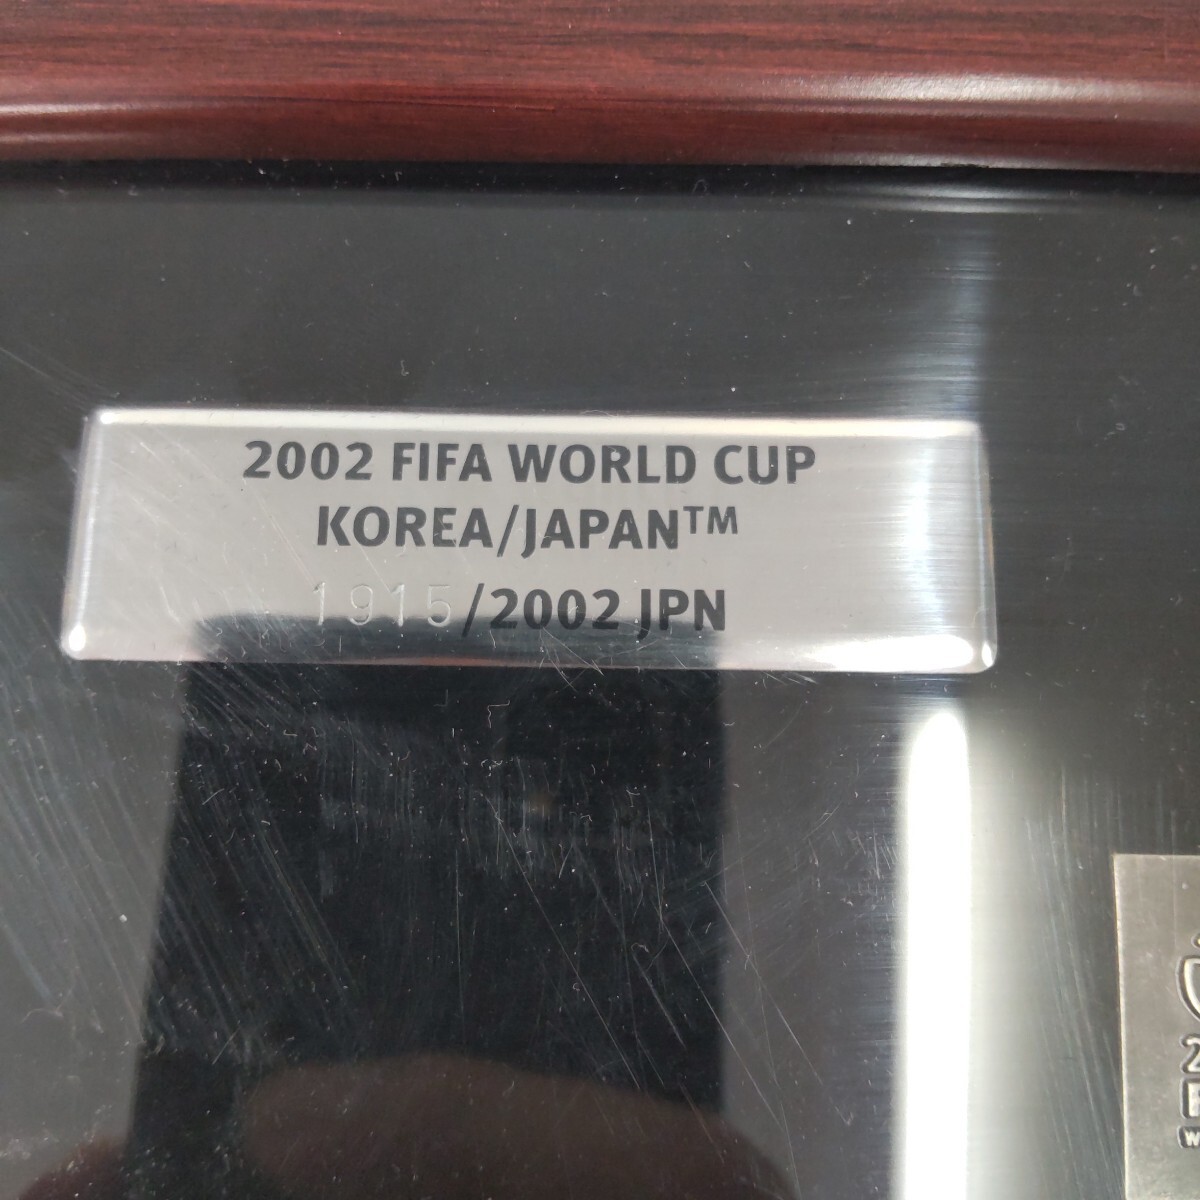 2002 FIFA WORLD CUP
KOREA/JAPAN™
1915/2002 JPN